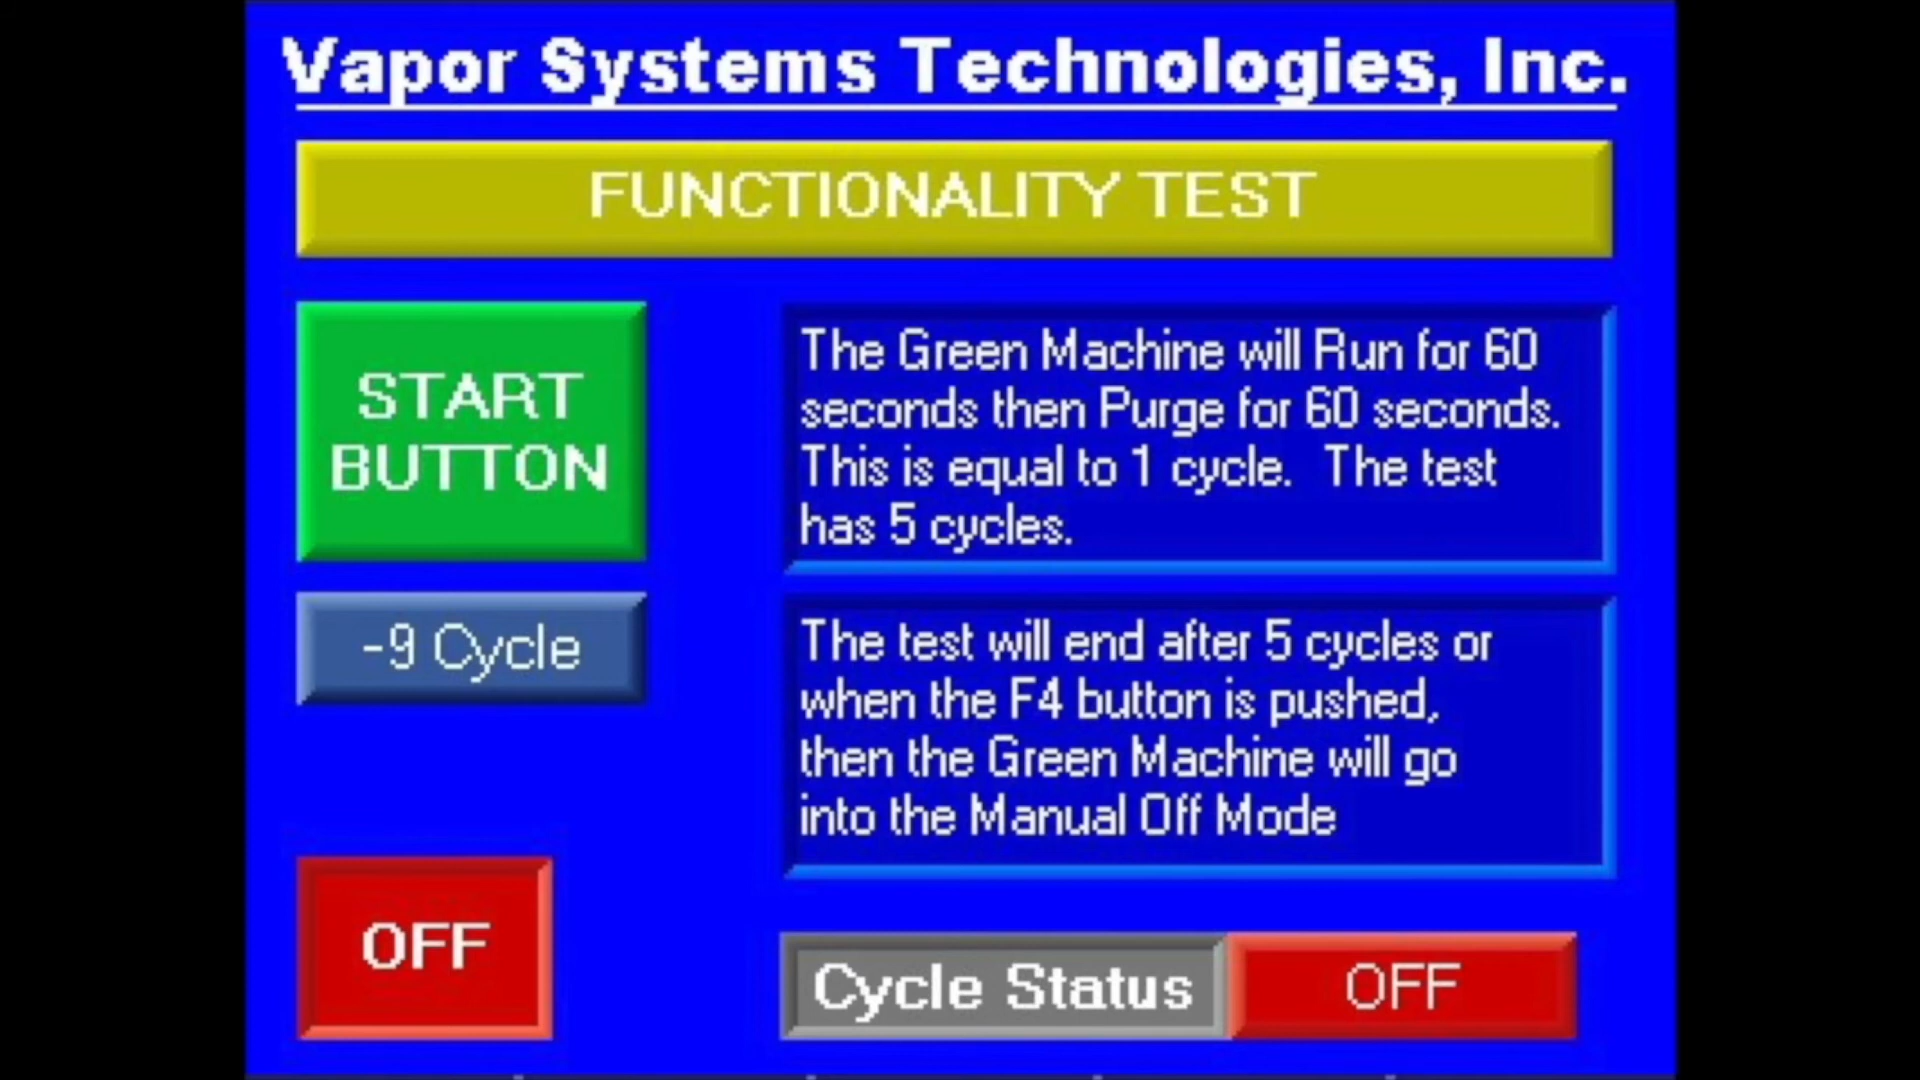 Vapor Systems Technologies, Inc.
FUNCTIONALITY TEST
START
BUTTON
-9 Cycle
OFF
The Green Machine will Run for 60
seconds then Purge for 60 seconds.
This is equal to 1 cycle. The test
has 5 cycles.
The test will end after 5 cycles or
when the F4 button is pushed,
then the Green Machine will go
into the Manual Off Mode
Cycle Status OFF